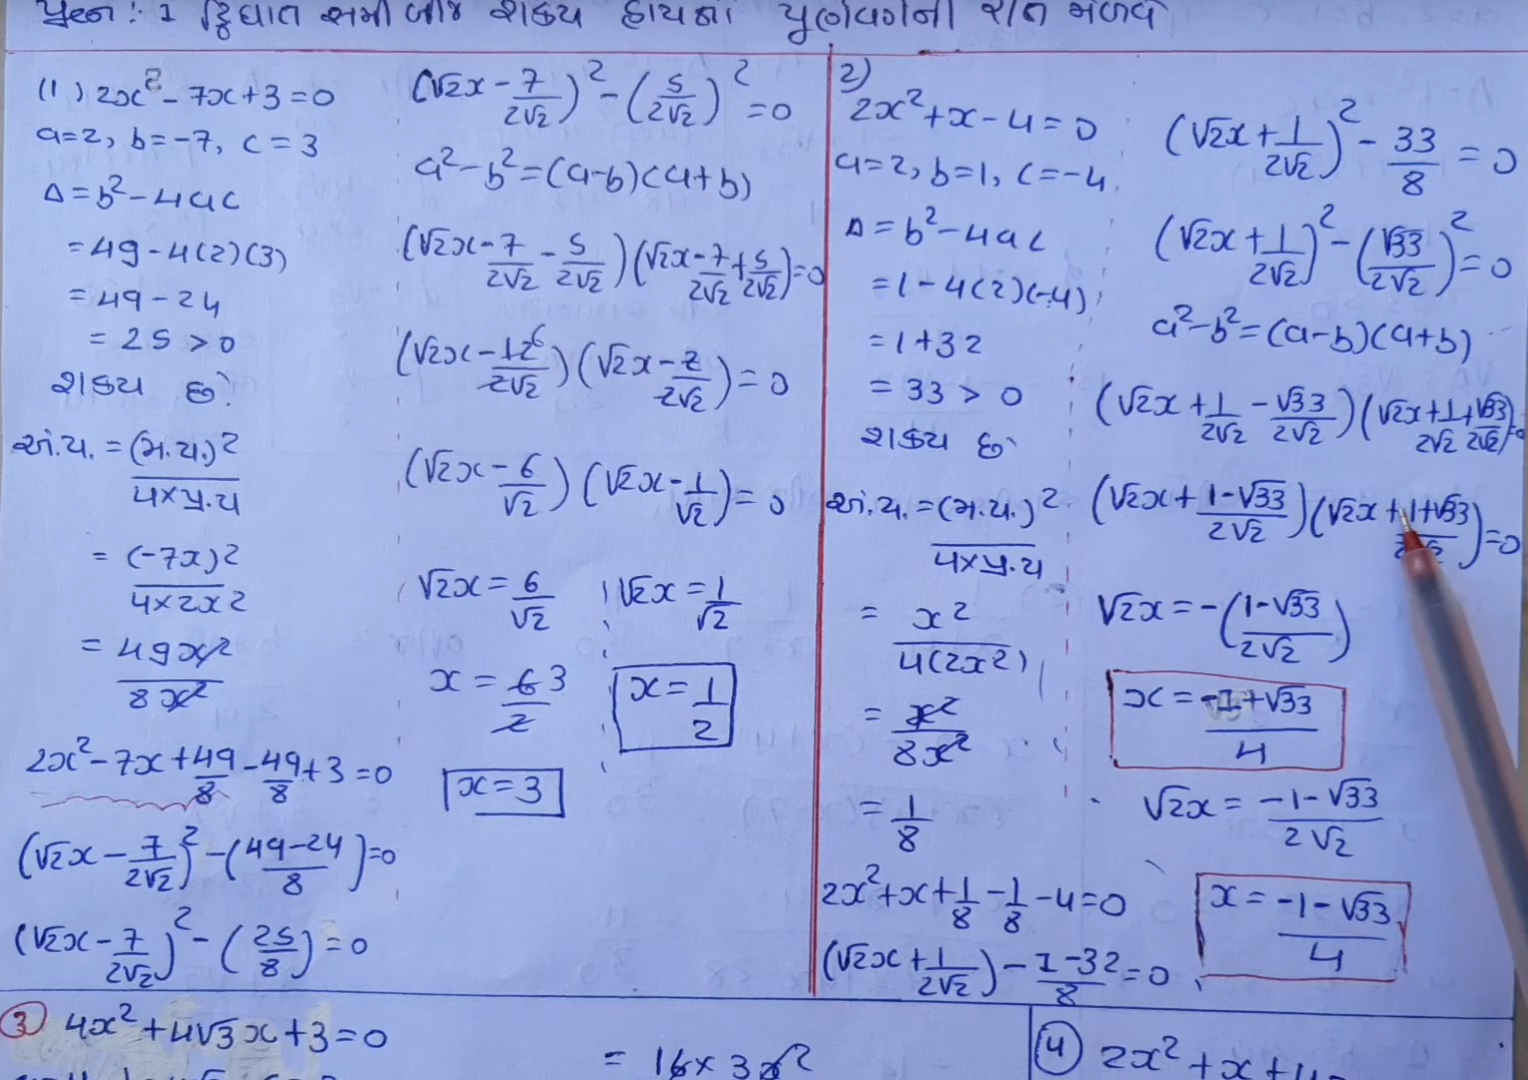 પ્રશ્ન : 1 દ્વિઘાત સમી જો શક્ય હોય તો પૂર્ણવર્ગની રીતે મેળવો
(1) 2x² - 7x + 3 = 0
a=2, b=-7, c=3
Δ = b² - 4ac
= 49 - 4(2)(3)
= 49 - 24
= 25 > 0
શક્ય છે.
અં.પ. = (મ.પ.)² / 4×પ્ર.પ
= (-7x)² / 4×2x²
= 49x² / 8x²
2x² - 7x + 49/8 - 49/8 + 3 = 0
(√2x - 7/2√2)² - (49-24/8) = 0
(√2x - 7/2√2)² - (25/8) = 0
(√2x - 7/2√2)² - (5/2√2)² = 0
a² - b² = (a-b)(a+b)
(√2x - 7/2√2 - 5/2√2)(√2x - 7/2√2 + 5/2√2) = 0
(√2x - 12 6/2√2)(√2x - 2/2√2) = 0
(√2x - 6/√2)(√2x - 1/√2) = 0
√2x = 6/√2 | √2x = 1/√2
x = 6 3/2
x = 1/2
x = 3
2)
2x² + x - 4 = 0
a=2, b=1, c=-4
Δ = b² - 4ac
= 1 - 4(2)(-4)
= 1 + 32
= 33 > 0
શક્ય છે
અં.પ. = (મ.પ.)² / 4×પ્ર.પ
= x² / 4(2x²)
= x² / 8x²
= 1/8
2x² + x + 1/8 - 1/8 - 4 = 0
(√2x + 1/2√2) - 1-32/8 = 0
(√2x + 1/2√2)² - 33/8 = 0
(√2x + 1/2√2)² - (√33/2√2)² = 0
a² - b² = (a-b)(a+b)
(√2x + 1/2√2 - √33/2√2)(√2x + 1/2√2 + √33/2√2) = 0
(√2x + 1-√33/2√2)(√2x + 1+√33/2√2) = 0
√2x = -(1-√33/2√2)
x = -1+√33/4
√2x = -1-√33/2√2
x = -1-√33/4
3 4x² + 4√3x + 3 = 0
= 16×3x²
4 2x² + x + 4